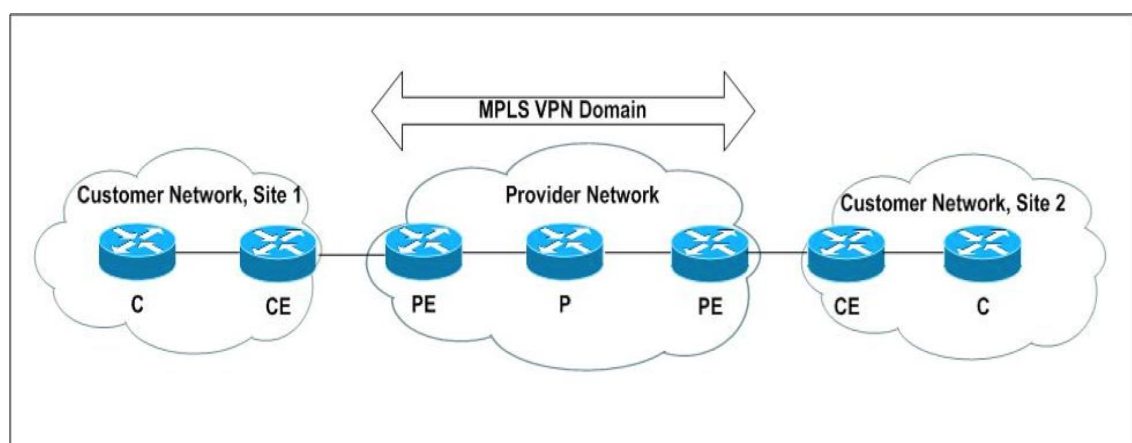 MPLS VPN Domain
Customer Network, Site 1
Provider Network
Customer Network, Site 2
C
CE
PE
P
PE
CE
C